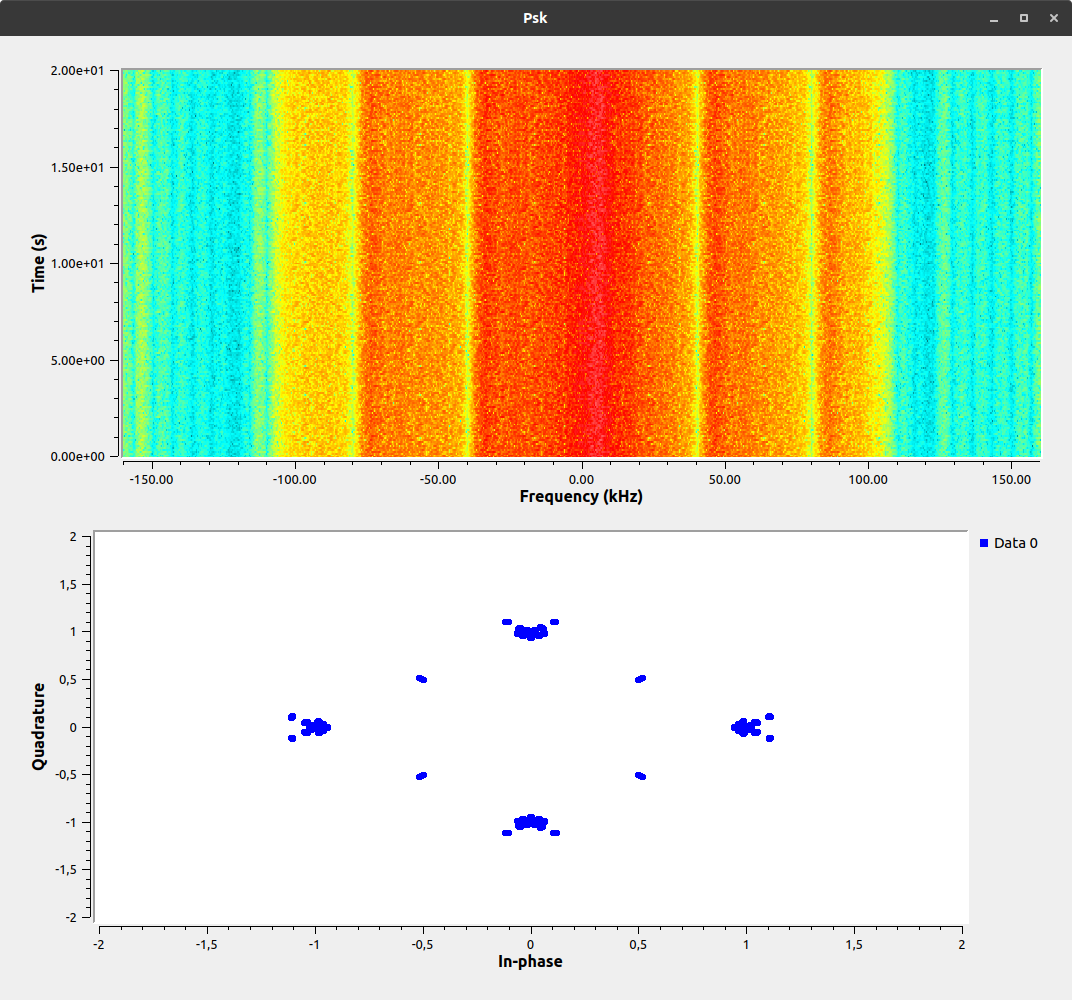 Psk
2.00e+01
1.50e+01
1.00e+01
5.00e+00
0.00e+00
Time (s)
-150.00 -100.00 -50.00 0.00 50.00 100.00 150.00
Frequency (kHz)
Data 0
2
1,5
1
0,5
0
-0,5
-1
-1,5
-2
Quadrature
-2 -1,5 -1 -0,5 0 0,5 1 1,5 2
In-phase